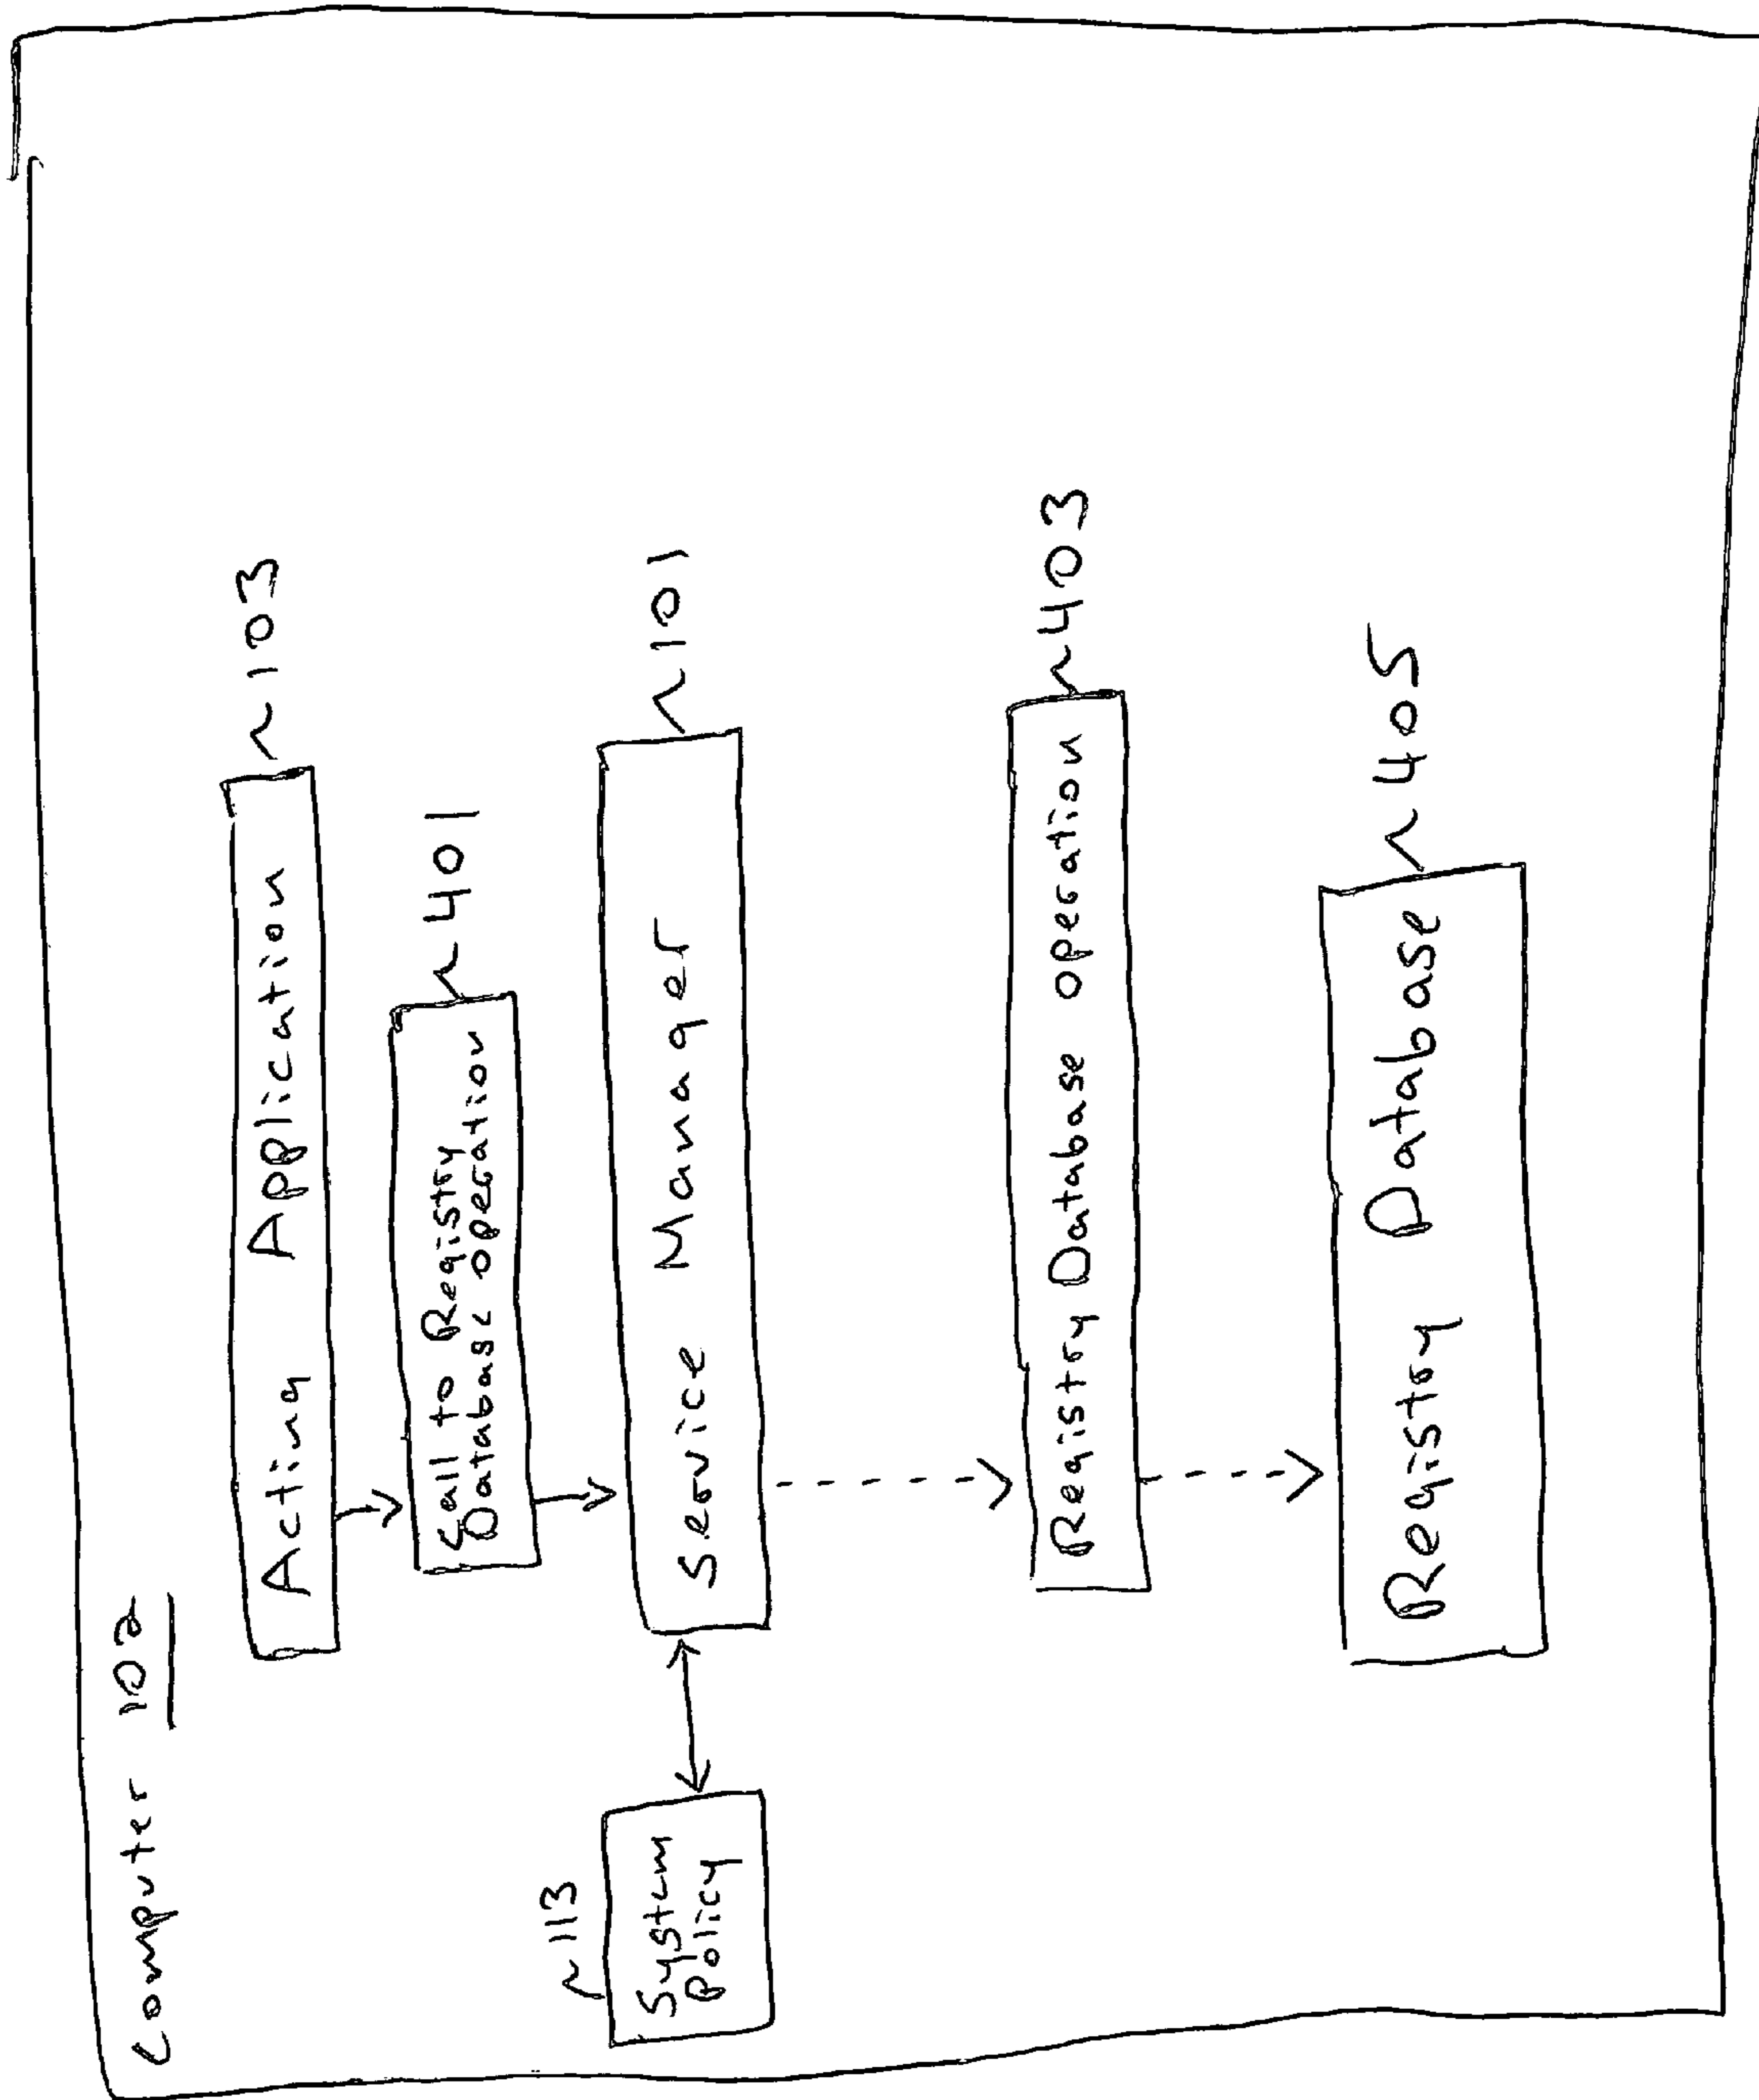 Computer 102
Acting Application
103
Call to Registry
Database operation
401
113
System
Policy
Service Manager
101
Registry Database operation
403
Registry Database
405